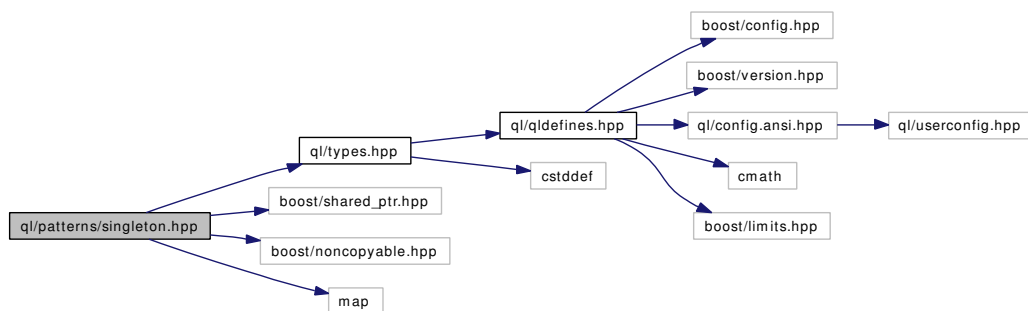 boost/config.hpp
boost/version.hpp
ql/qldefines.hpp
ql/config.ansi.hpp
ql/userconfig.hpp
ql/types.hpp
cstddef
cmath
boost/shared_ptr.hpp
ql/patterns/singleton.hpp
boost/limits.hpp
boost/noncopyable.hpp
map